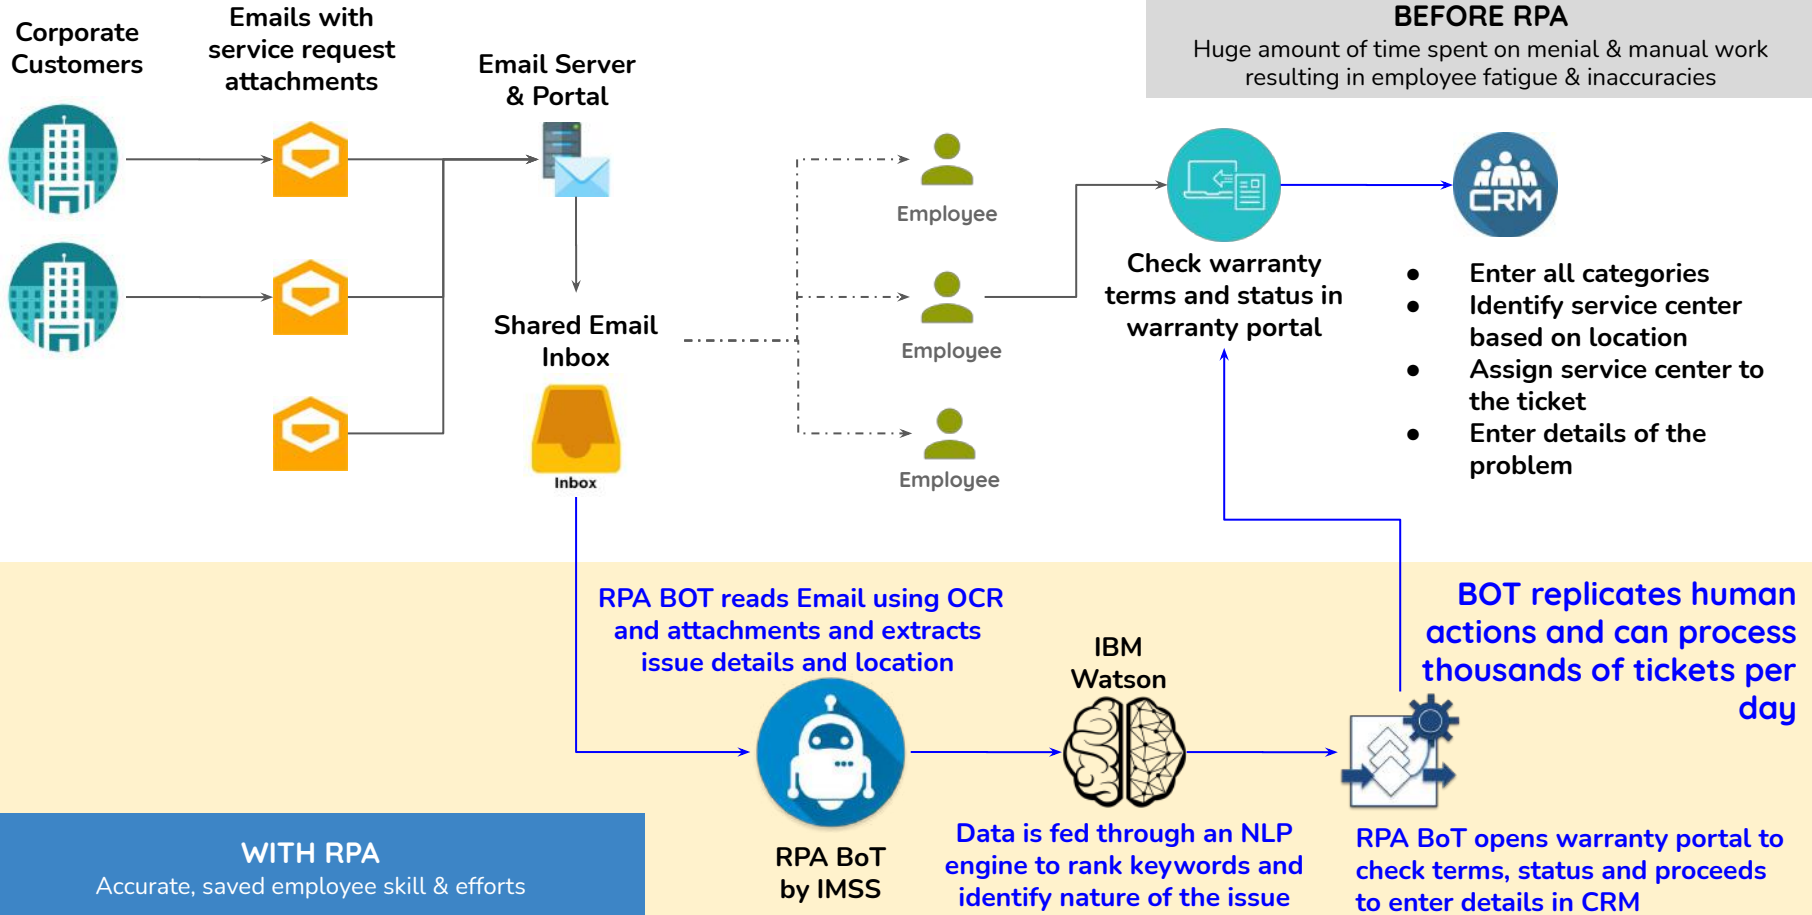 Corporate
Customers
Emails with
service request
attachments
Email Server
& Portal
BEFORE RPA
Huge amount of time spent on menial & manual work
resulting in employee fatigue & inaccuracies
Employee
CRM
Shared Email
Inbox
Inbox
Employee
Employee
Check warranty
terms and status in
warranty portal
● Enter all categories
● Identify service center
based on location
● Assign service center to
the ticket
● Enter details of the
problem
RPA BOT reads Email using OCR
and attachments and extracts
issue details and location
IBM
Watson
BOT replicates human
actions and can process
thousands of tickets per
day
WITH RPA
Accurate, saved employee skill & efforts
RPA BoT
by IMSS
Data is fed through an NLP
engine to rank keywords and
identify nature of the issue
RPA BoT opens warranty portal to
check terms, status and proceeds
to enter details in CRM